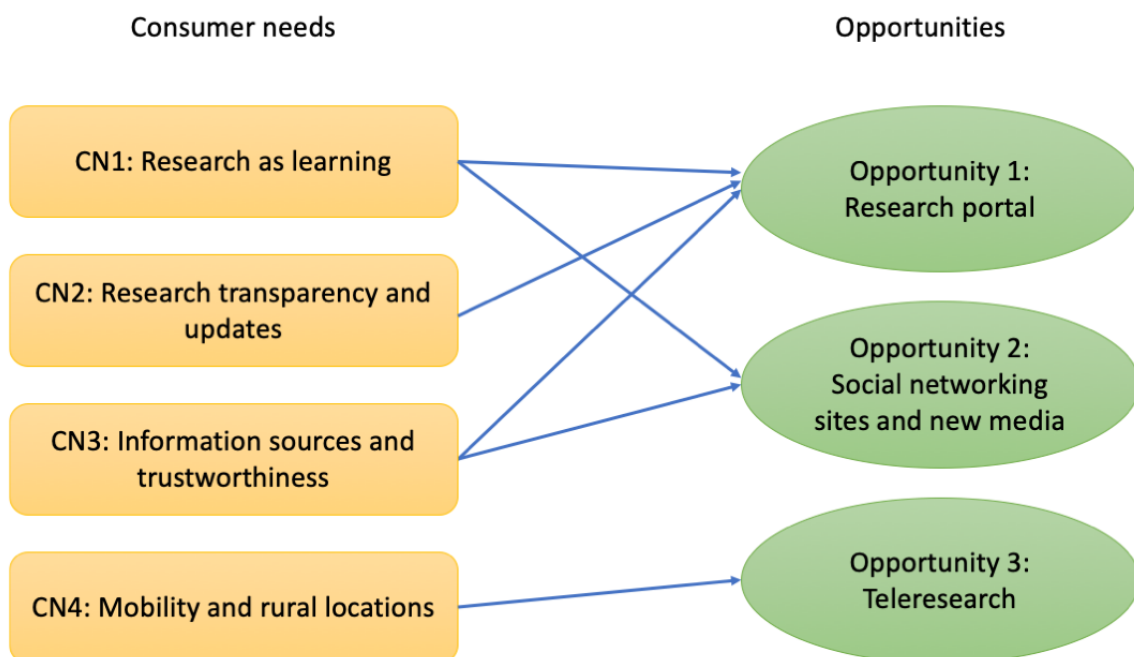 Consumer needs
Opportunities
CN1: Research as learning
CN2: Research transparency and
updates
CN3: Information sources and
trustworthiness
CN4: Mobility and rural locations
Opportunity 1:
Research portal
Opportunity 2:
Social networking
sites and new media
Opportunity 3:
Teleresearch